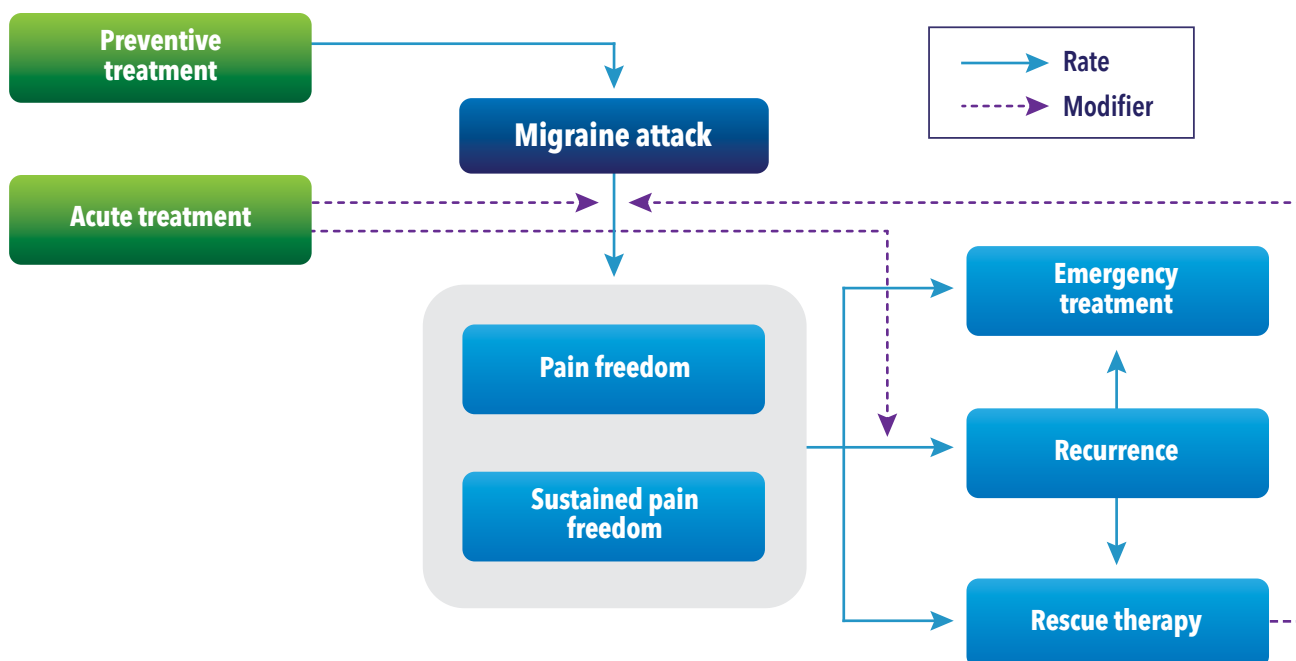 Preventive
treatment
Migraine attack
Rate
Modifier
Acute treatment
Emergency
treatment
Pain freedom
Recurrence
Sustained pain
freedom
Rescue therapy